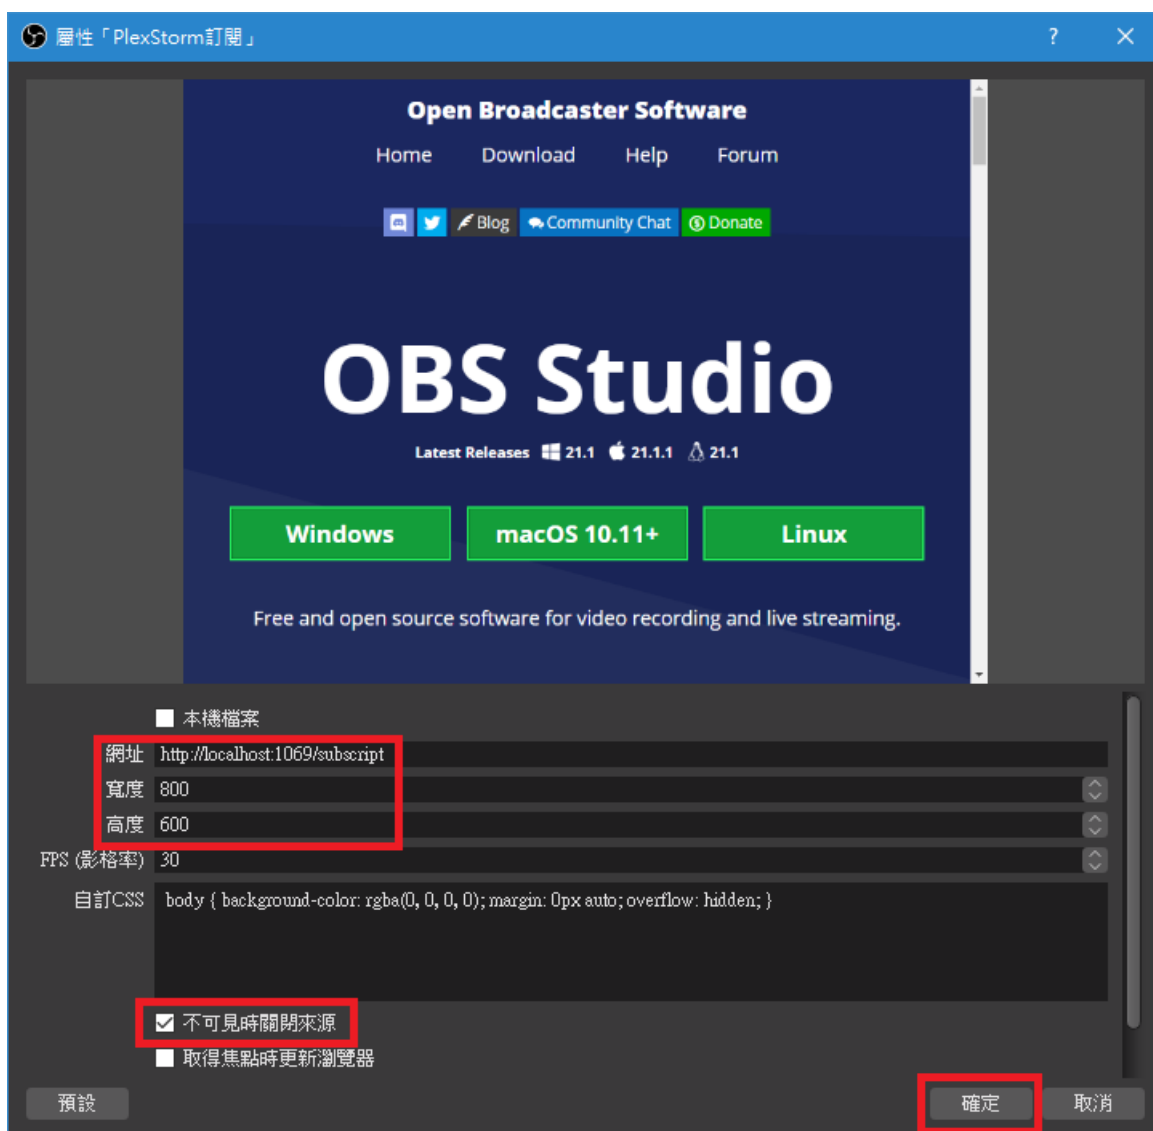 屬性「PlexStorm訂閱」
?
Open Broadcaster Software
Home Download Help Forum
Blog Community Chat Donate
OBS Studio
Latest Releases 21.1 21.1.1 21.1
Windows macOS 10.11+ Linux
Free and open source software for video recording and live streaming.
本機檔案
網址 http://localhost:1069/subscript
寬度 800
高度 600
FPS (影格率) 30
自訂CSS body { background-color: rgba(0, 0, 0, 0); margin: 0px auto; overflow: hidden; }
不可見時關閉來源
取得焦點時更新瀏覽器
預設 確定 取消